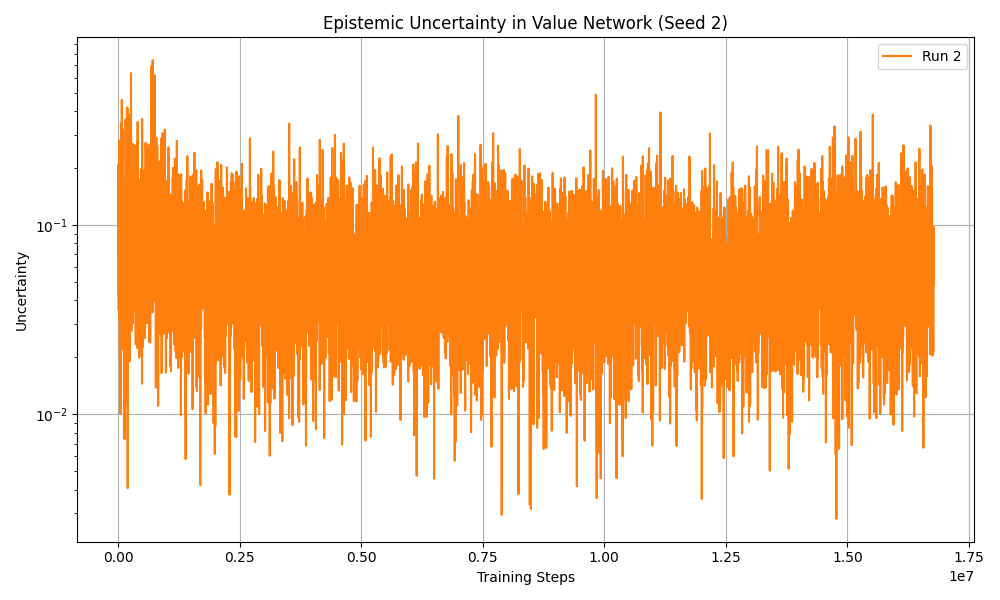 Epistemic Uncertainty in Value Network (Seed 2)
Run 2
Uncertainty
10⁻¹
10⁻²
0.00 0.25 0.50 0.75 1.00 1.25 1.50 1.75
1e7
Training Steps